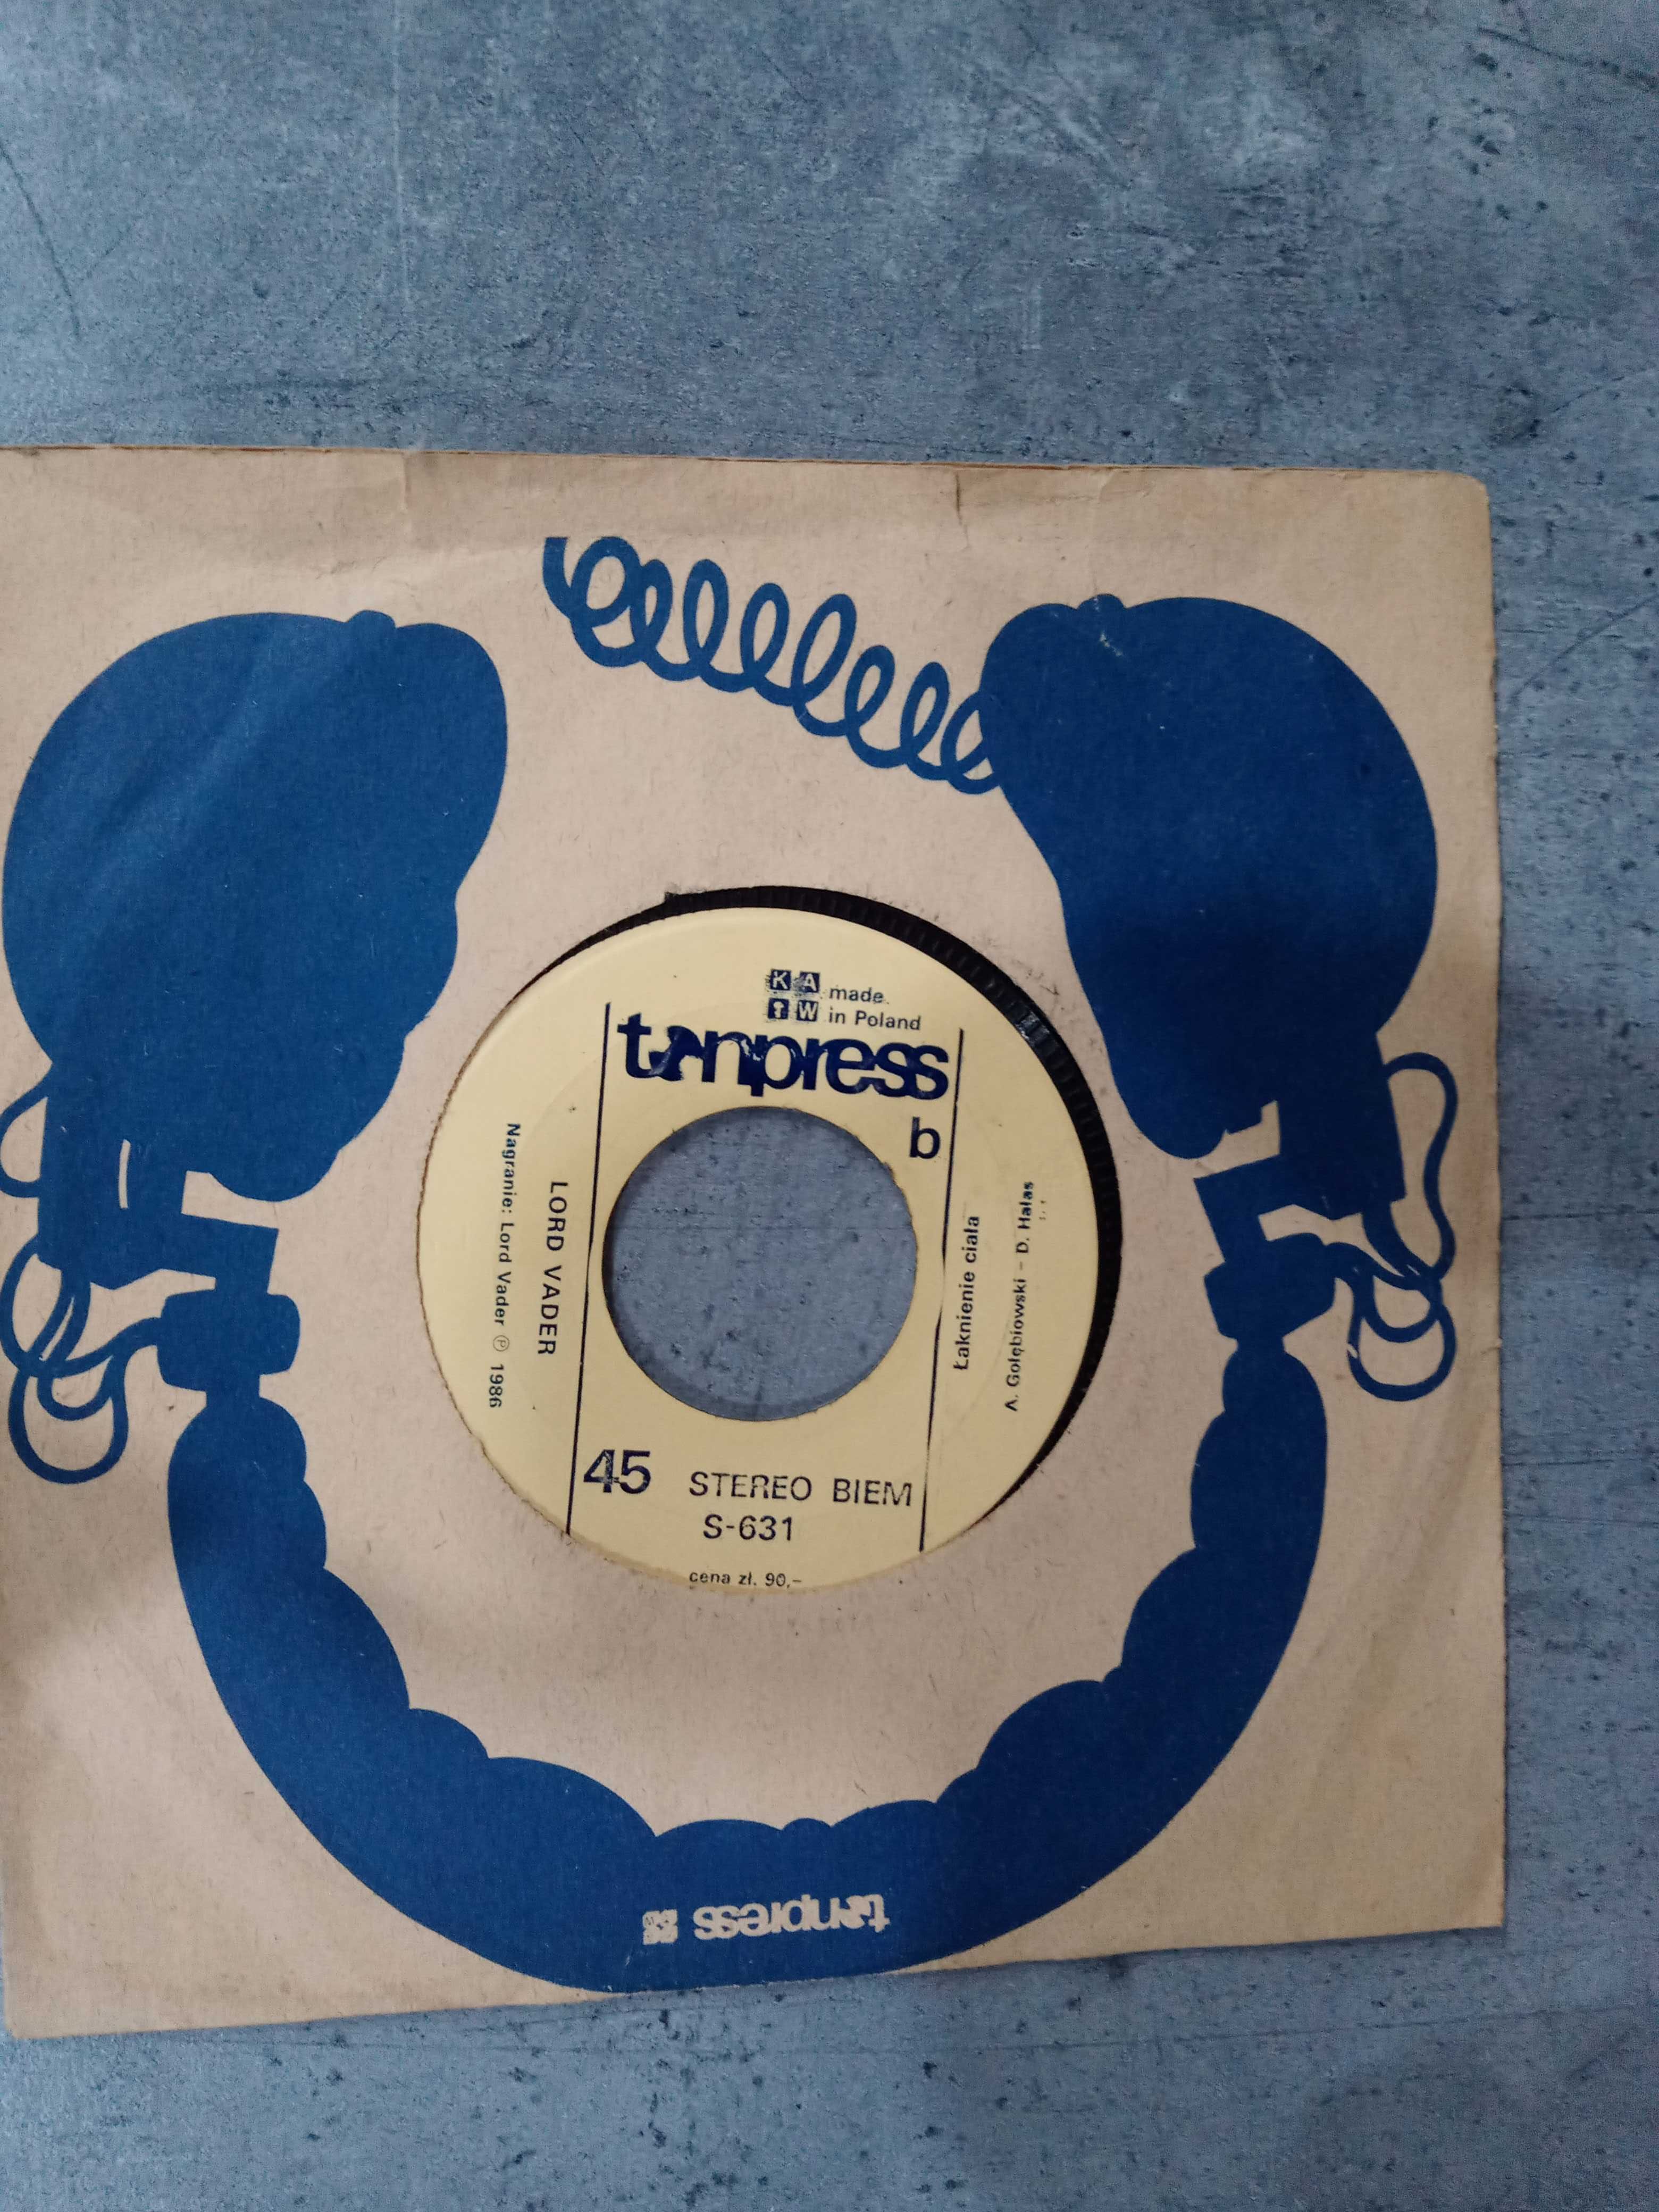 KA made
TW in Poland
tonpress
b
Nagranie: Lord Vader Ⓟ 1986
LORD VADER
Łaknienie ciała
A. Gołębiowski – D. Hałas
45 STEREO BIEM
S-631
cena zł. 90,–
tonpress